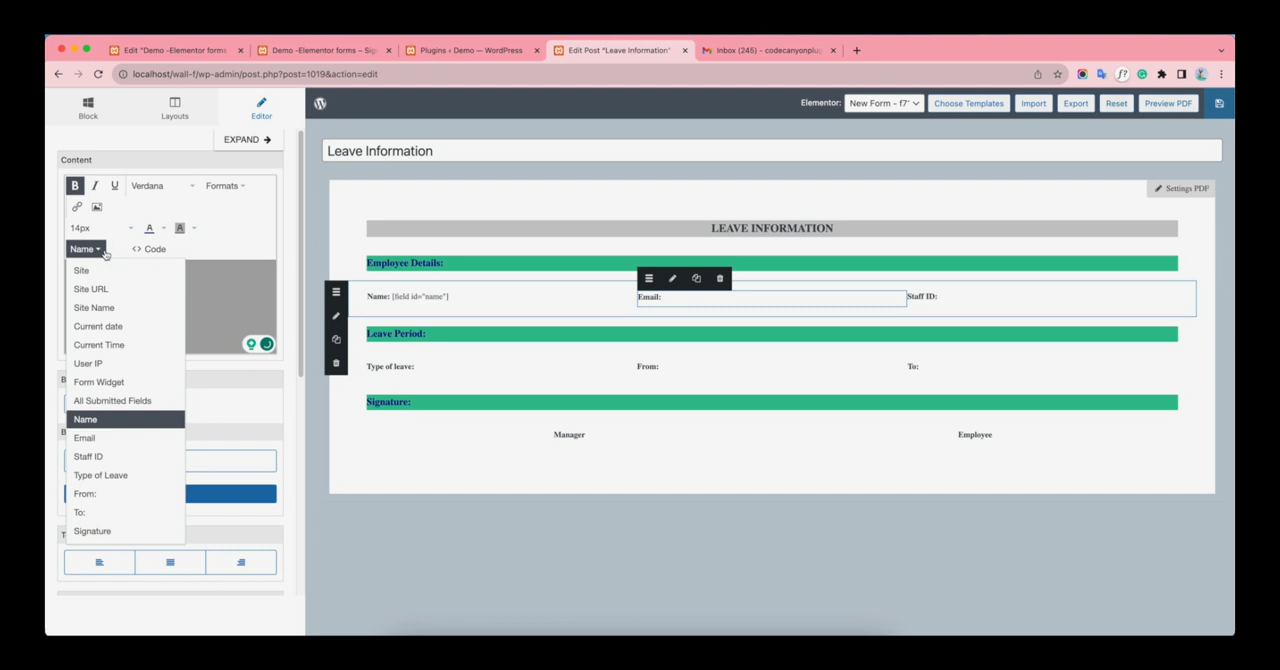 Edit "Demo -Elementor forms
Demo -Elementor forms – Sig
Plugins ‹ Demo — WordPress
Edit Post "Leave Information"
Inbox (245) - codecanyonplug
localhost/wall-f/wp-admin/post.php?post=1019&action=edit
Block
Layouts
Editor
Elementor:
New Form - f7
Choose Templates
Import
Export
Reset
Preview PDF
EXPAND
Content
B I U Verdana Formats
14px A A
Name
<> Code
Site
Site URL
Site Name
Current date
Current Time
User IP
Form Widget
All Submitted Fields
Name
Email
Staff ID
Type of Leave
From:
To:
Signature
B
B
T
Leave Information
Settings PDF
LEAVE INFORMATION
Employee Details:
Name: [field id="name"]
Email:
Staff ID:
Leave Period:
Type of leave:
From:
To:
Signature:
Manager
Employee